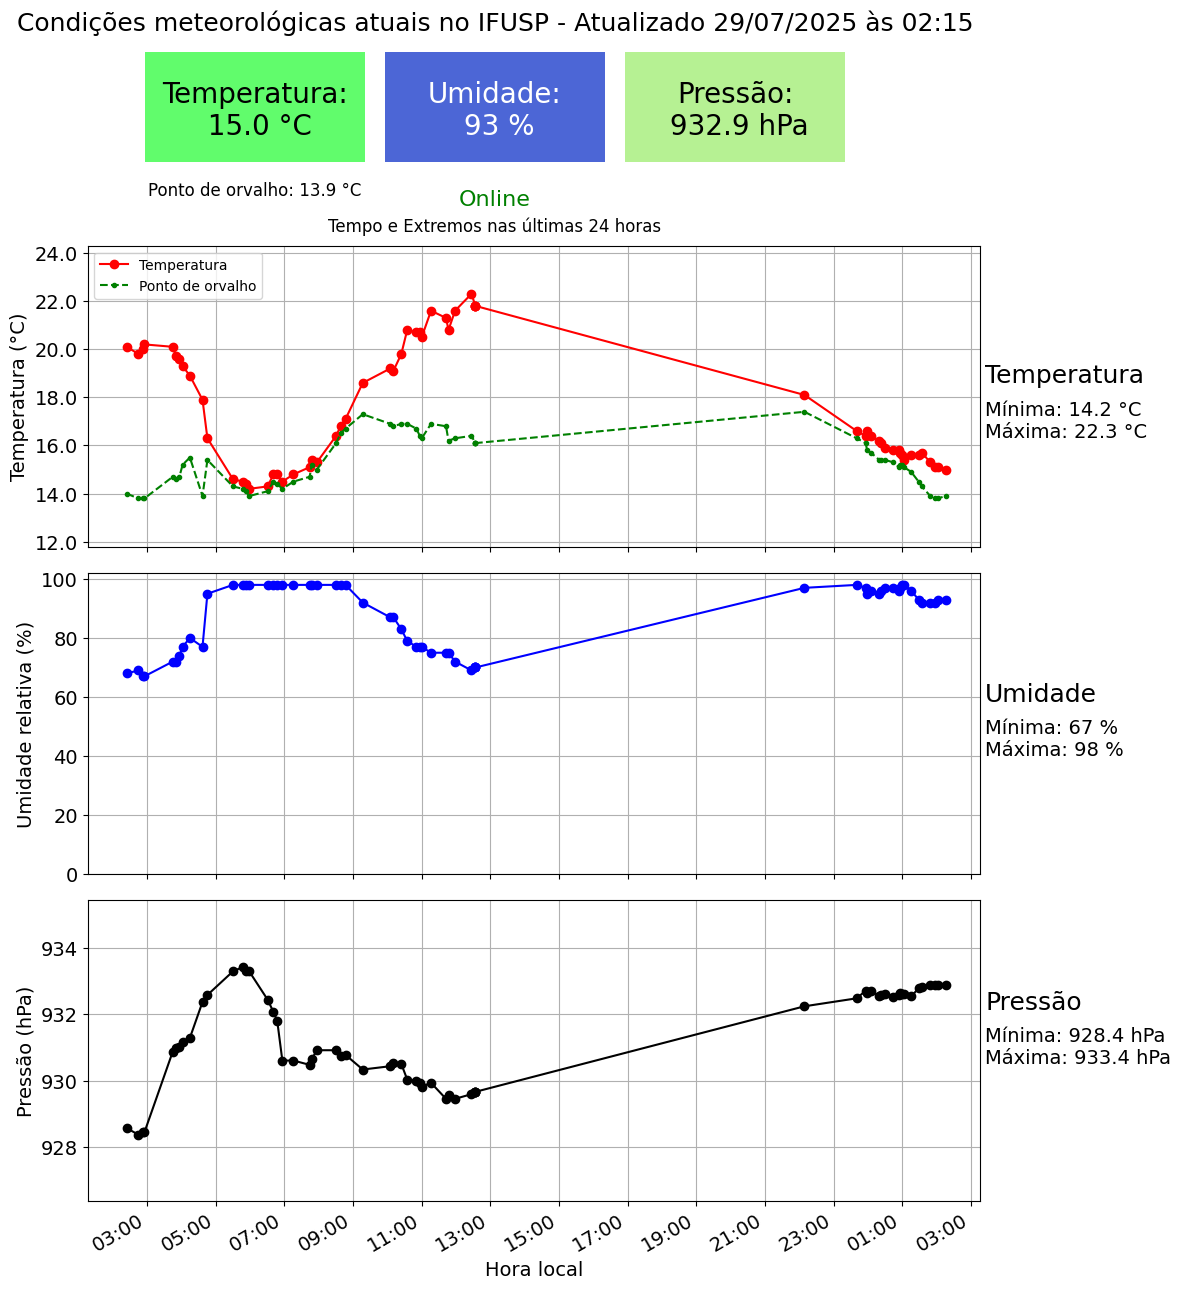 Condições meteorológicas atuais no IFUSP - Atualizado 29/07/2025 às 02:15
Temperatura:
15.0 °C
Umidade:
93 %
Pressão:
932.9 hPa
Ponto de orvalho: 13.9 °C
Online
Tempo e Extremos nas últimas 24 horas
Temperatura (°C)
24.0
22.0
20.0
18.0
16.0
14.0
12.0
Temperatura
Ponto de orvalho
Temperatura
Mínima: 14.2 °C
Máxima: 22.3 °C
Umidade relativa (%)
100
80
60
40
20
0
Umidade
Mínima: 67 %
Máxima: 98 %
Pressão (hPa)
934
932
930
928
Pressão
Mínima: 928.4 hPa
Máxima: 933.4 hPa
03:00 05:00 07:00 09:00 11:00 13:00 15:00 17:00 19:00 21:00 23:00 01:00 03:00
Hora local